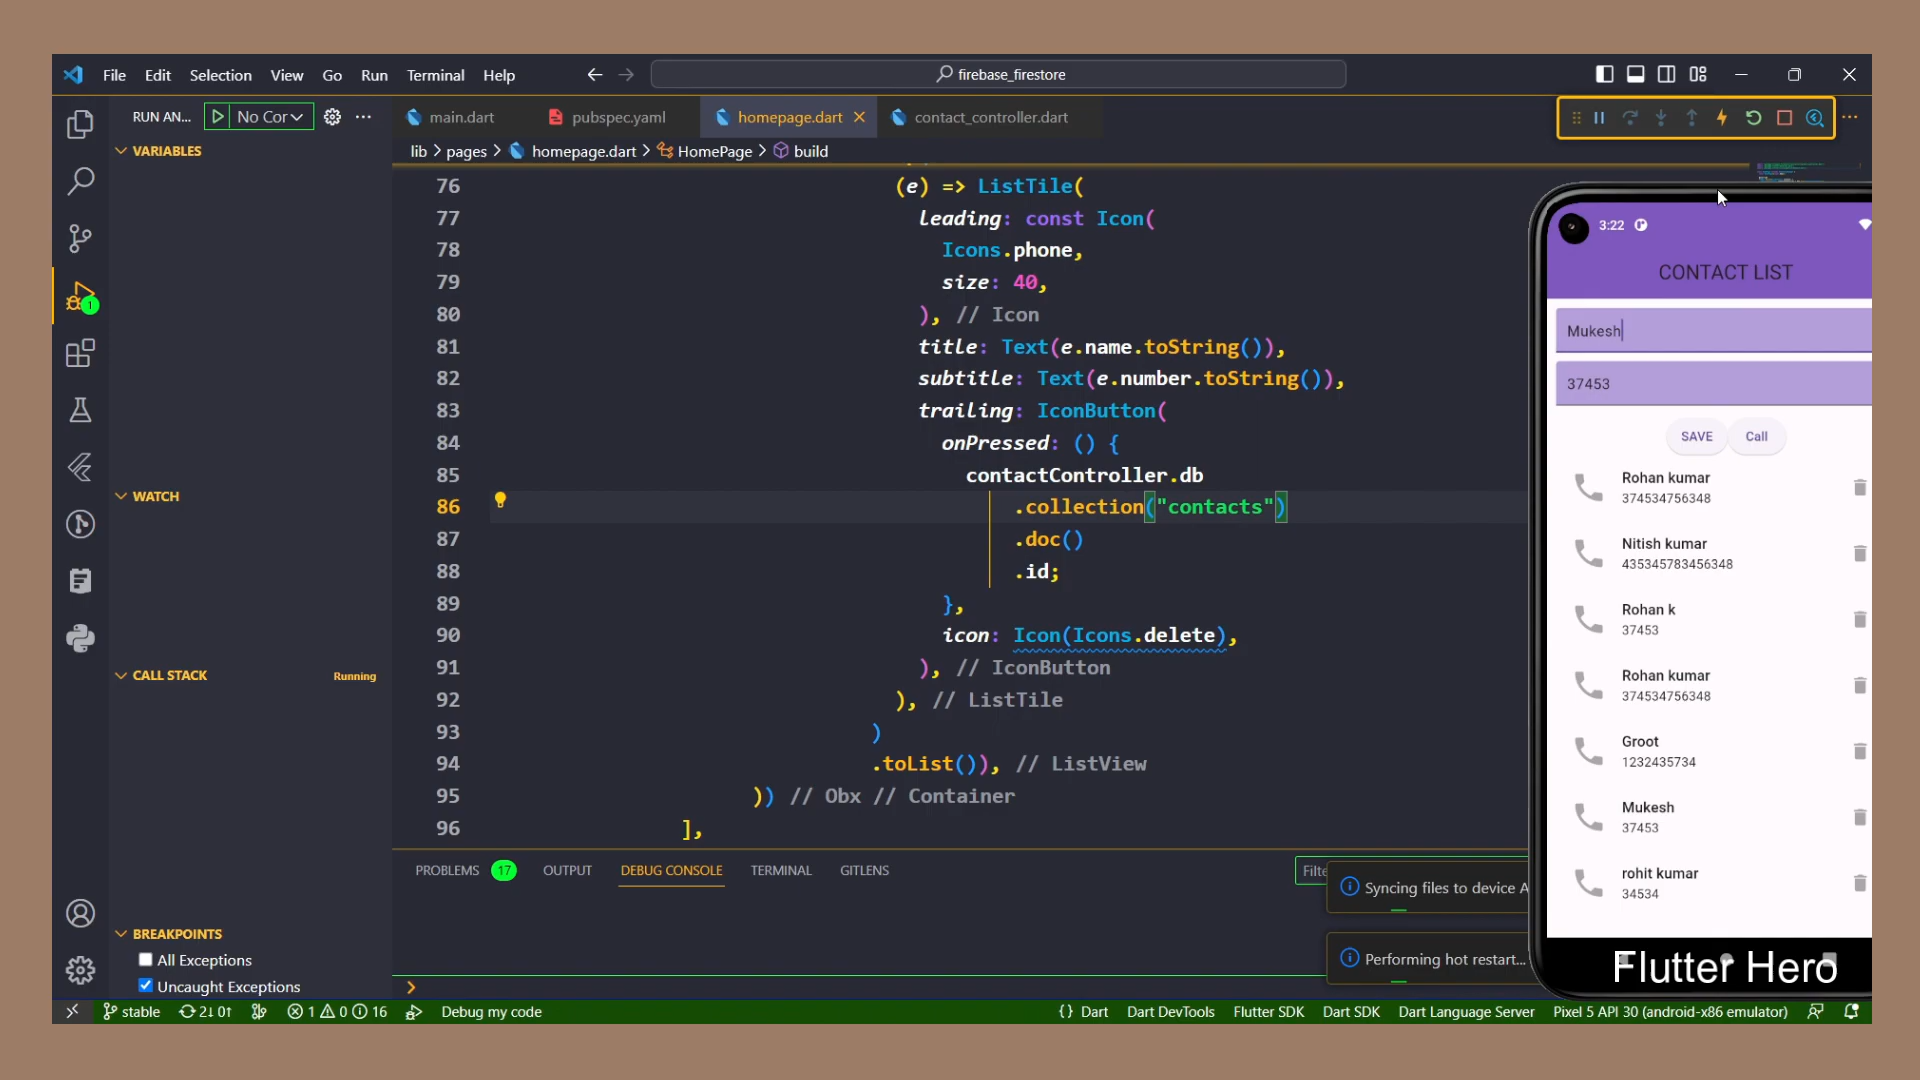 File Edit Selection View Go Run Terminal Help
firebase_firestore
RUN AN... No Cor
main.dart pubspec.yaml homepage.dart contact_controller.dart
VARIABLES
lib > pages > homepage.dart > HomePage > build
76 (e) => ListTile(
77 leading: const Icon(
78 Icons.phone,
79 size: 40,
80 ), // Icon
81 title: Text(e.name.toString()),
82 subtitle: Text(e.number.toString()),
83 trailing: IconButton(
84 onPressed: () {
85 contactController.db
86 .collection("contacts")
87 .doc()
88 .id;
89 },
90 icon: Icon(Icons.delete),
91 ), // IconButton
92 ), // ListTile
93 )
94 .toList()), // ListView
95 )) // Obx // Container
96 ],
WATCH
CALL STACK Running
BREAKPOINTS
All Exceptions
Uncaught Exceptions
1
PROBLEMS 17 OUTPUT DEBUG CONSOLE TERMINAL GITLENS
Filte
Syncing files to device A
Performing hot restart...
3:22
CONTACT LIST
Mukesh
37453
SAVE Call
Rohan kumar
374534756348
Nitish kumar
435345783456348
Rohan k
37453
Rohan kumar
374534756348
Groot
1232435734
Mukesh
37453
rohit kumar
34534
Flutter Hero
stable 2↓ 0↑ 1 0 16 Debug my code
{} Dart Dart DevTools Flutter SDK Dart SDK Dart Language Server Pixel 5 API 30 (android-x86 emulator)